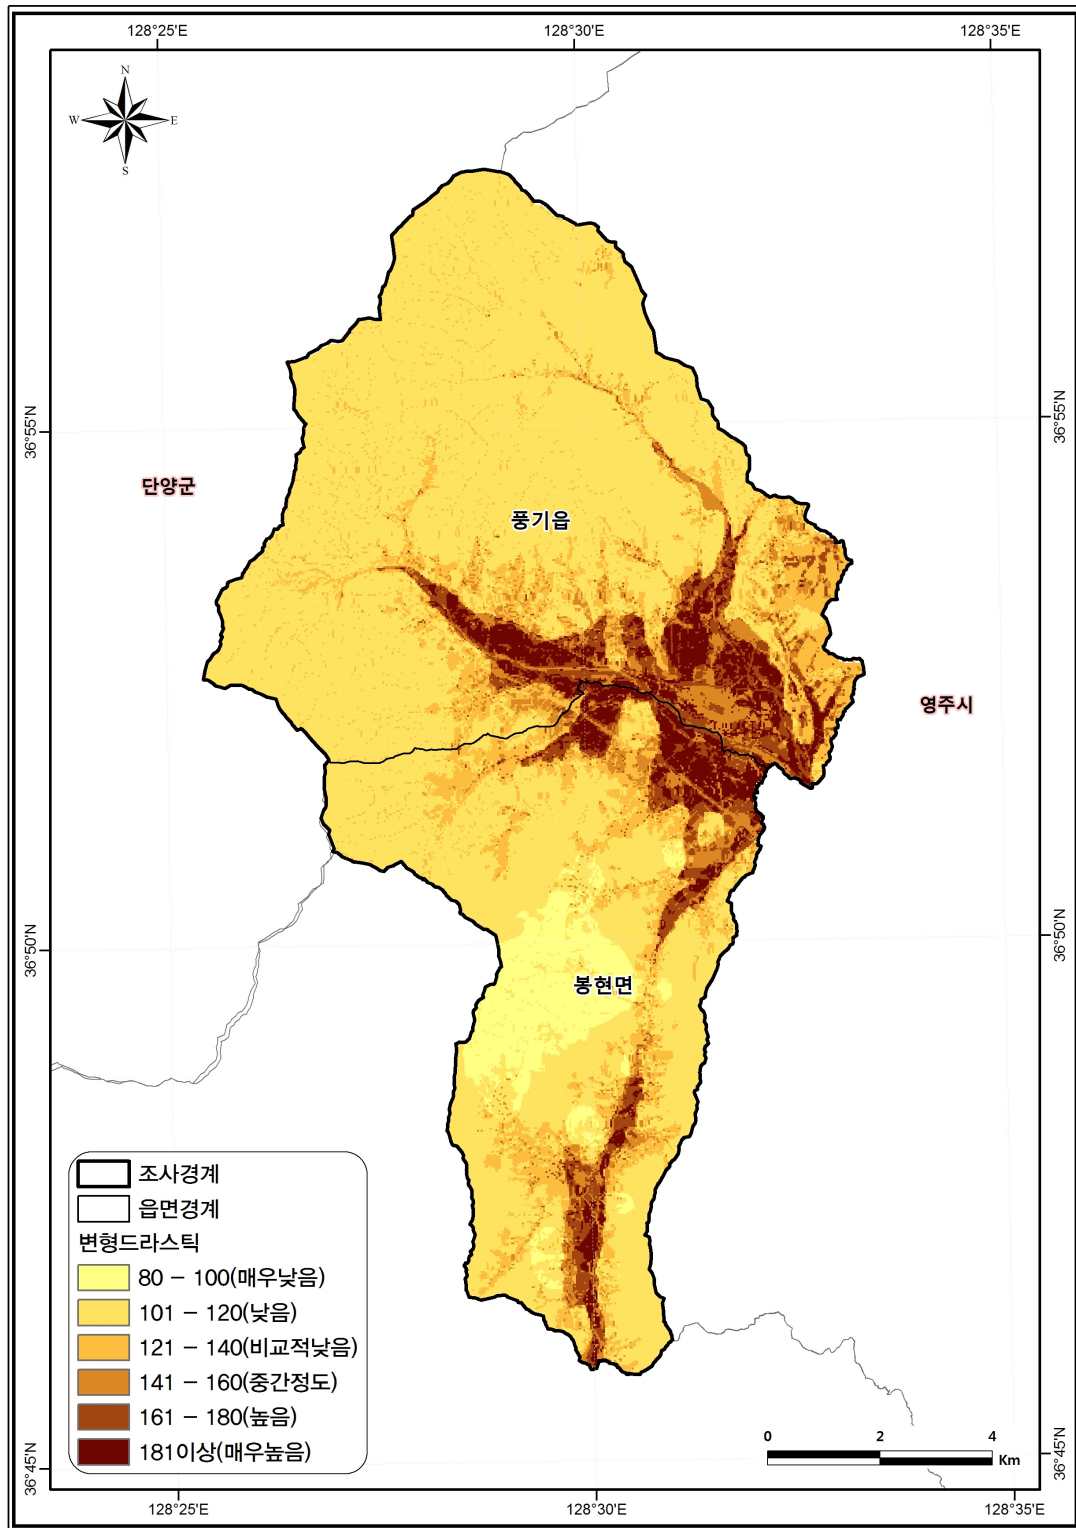 128°25'E
128°30'E
128°35'E
N
W
E
S
36°55'N
36°55'N
단양군
풍기읍
영주시
36°50'N
36°50'N
봉현면
조사경계
읍면경계
변형드라스틱
80 - 100(매우낮음)
101 - 120(낮음)
121 - 140(비교적낮음)
141 - 160(중간정도)
161 - 180(높음)
181이상(매우높음)
0 2 4
Km
36°45'N
36°45'N
128°25'E
128°30'E
128°35'E